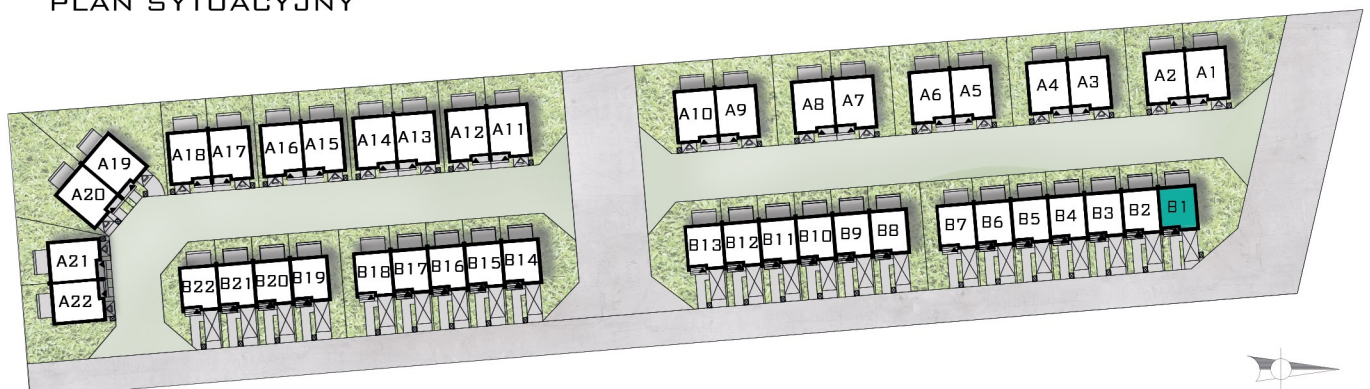 PLAN SYTUACYJNY
A20 A19 A18 A17 A16 A15 A14 A13 A12 A11 A10 A9 A8 A7 A6 A5 A4 A3 A2 A1
A21
A22
B22 B21 B20 B19 B18 B17 B16 B15 B14 B13 B12 B11 B10 B9 B8 B7 B6 B5 B4 B3 B2 B1